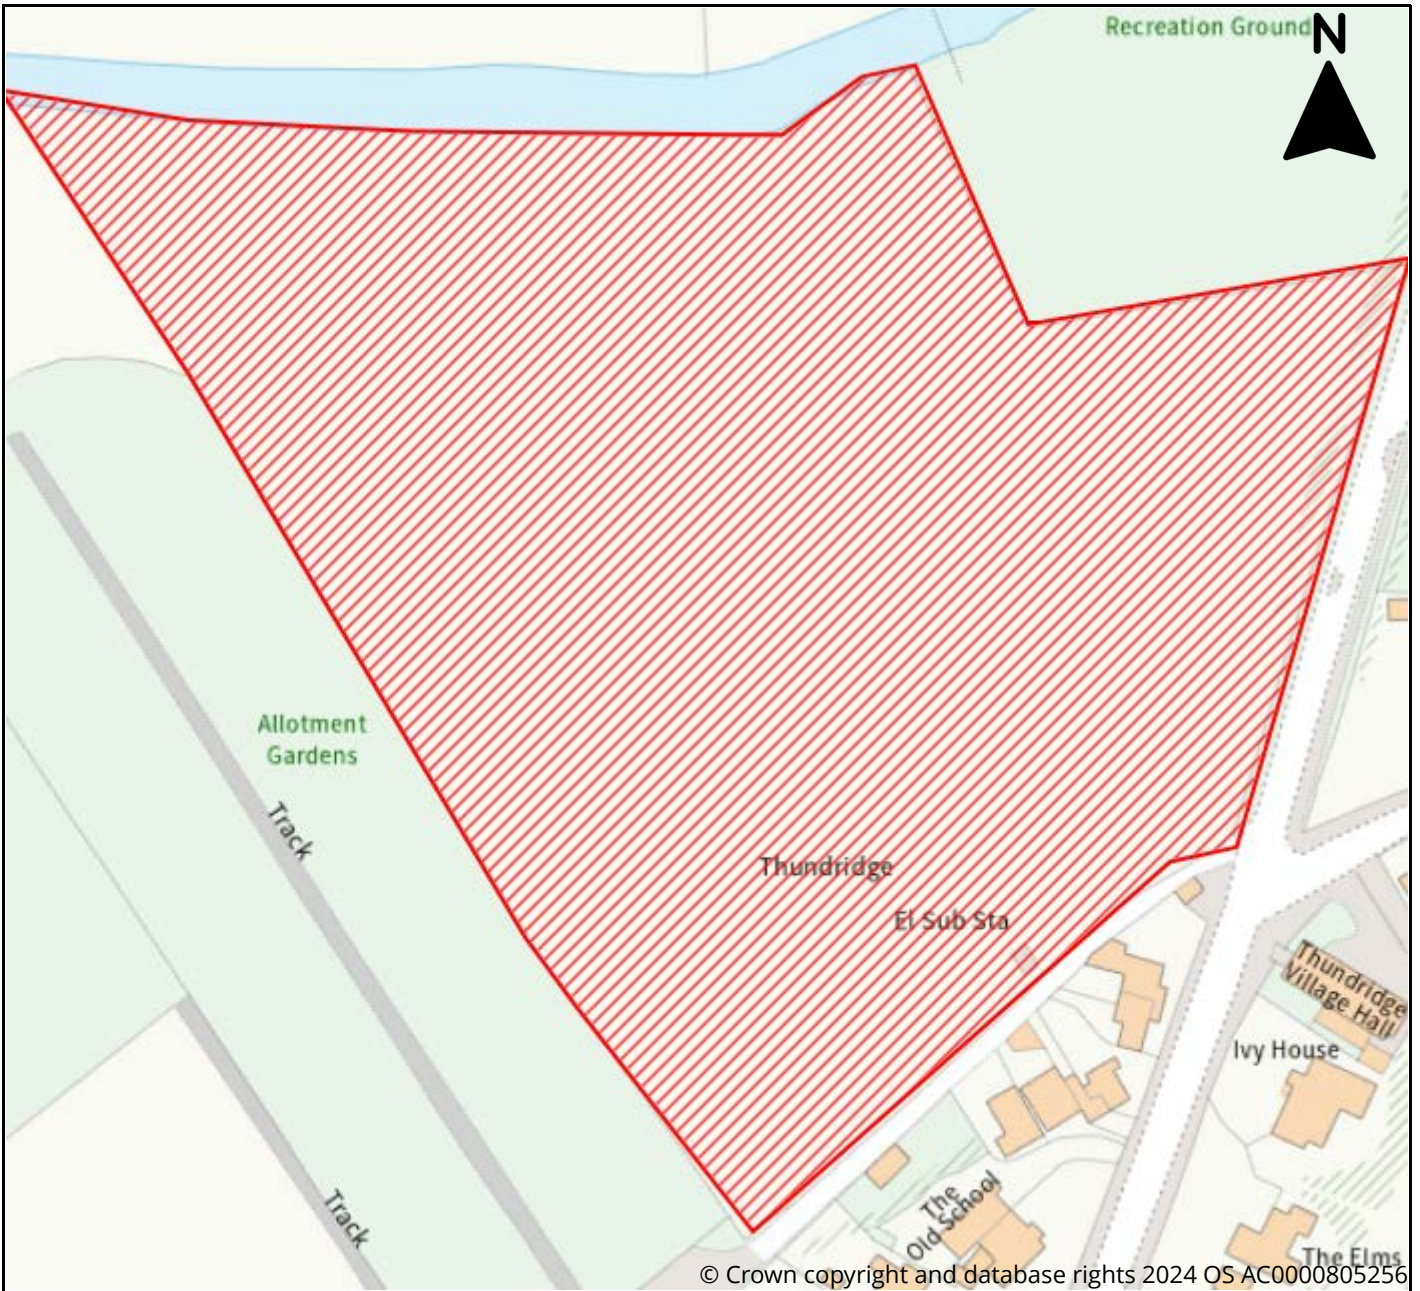 Recreation Ground
N
Allotment
Gardens
Track
Thundridge
El Sub Sta
Thundridge
Village Hall
Ivy House
The
Old School
Track
The Elms
© Crown copyright and database rights 2024 OS AC0000805256